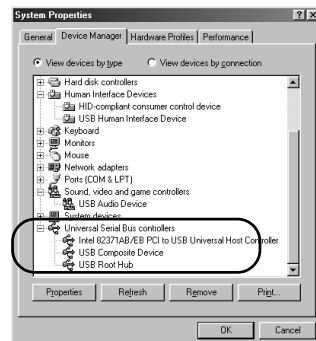 System Properties
General Device Manager Hardware Profiles Performance
View devices by type View devices by connection
Hard disk controllers
Human Interface Devices
HID-compliant consumer control device
USB Human Interface Device
Keyboard
Monitors
Mouse
Network adapters
Ports (COM & LPT)
Sound, video and game controllers
USB Audio Device
System devices
Universal Serial Bus controllers
Intel 82371AB/EB PCI to USB Universal Host Controller
USB Composite Device
USB Root Hub
Properties Refresh Remove Print...
OK Cancel